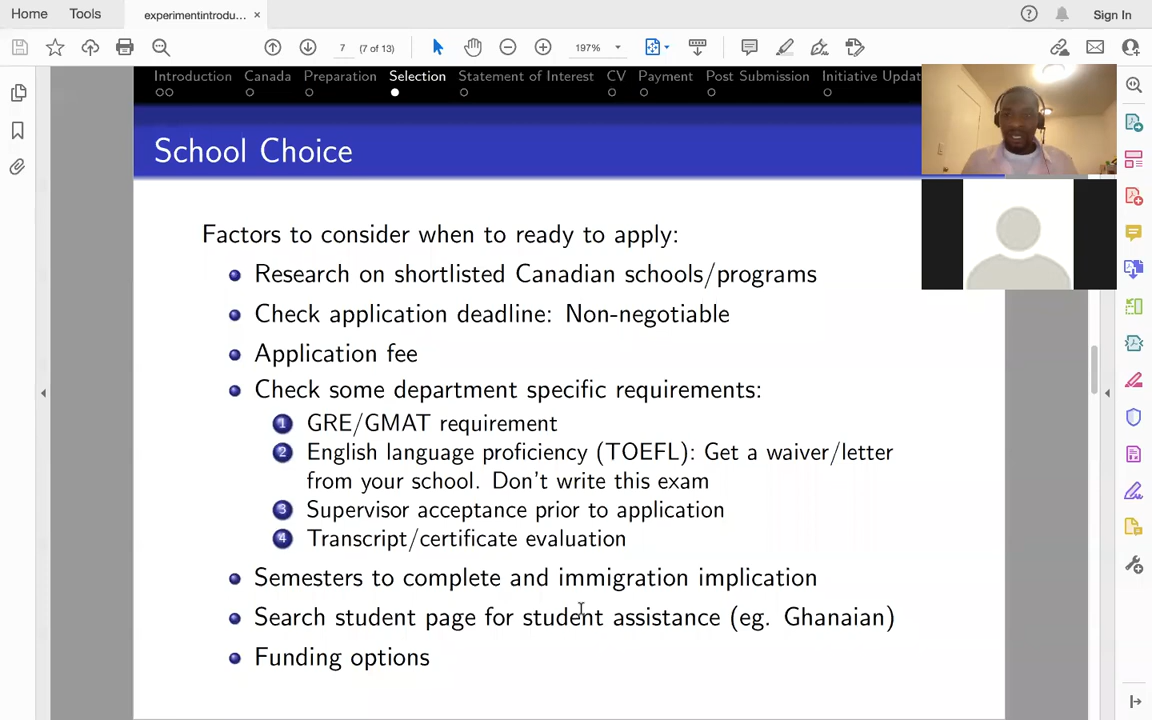 Home Tools experimentintrodu... × Sign In
7 (7 of 13) 197%
Introduction Canada Preparation Selection Statement of Interest CV Payment Post Submission Initiative Updat
School Choice
Factors to consider when to ready to apply:
Research on shortlisted Canadian schools/programs
Check application deadline: Non-negotiable
Application fee
Check some department specific requirements:
1 GRE/GMAT requirement
2 English language proficiency (TOEFL): Get a waiver/letter
from your school. Don't write this exam
3 Supervisor acceptance prior to application
4 Transcript/certificate evaluation
Semesters to complete and immigration implication
Search student page for student assistance (eg. Ghanaian)
Funding options